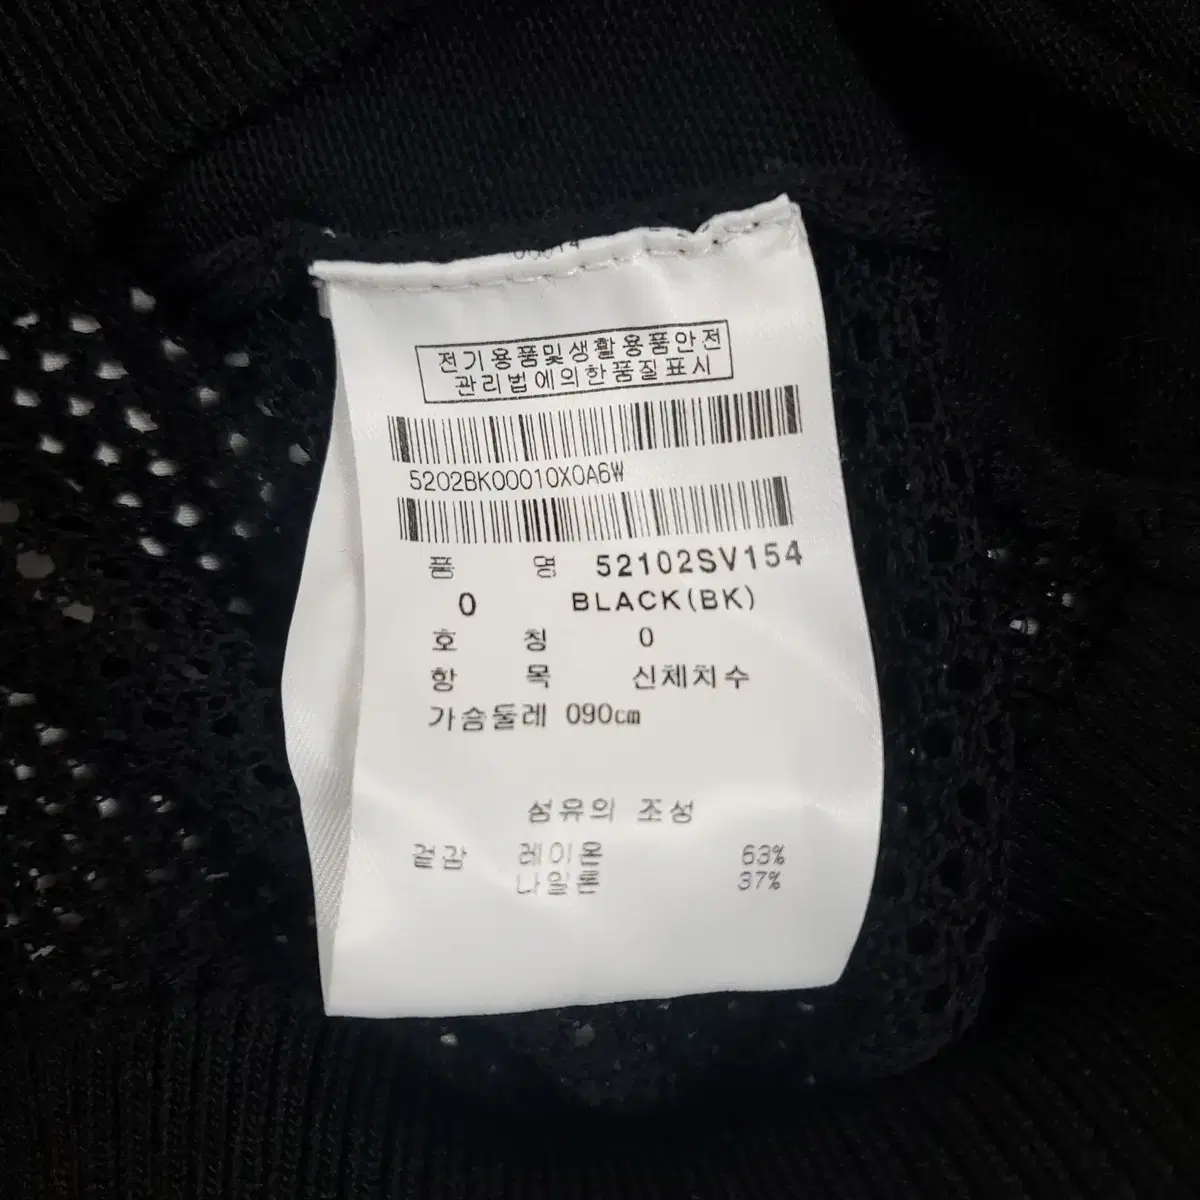 전기용품및생활용품안전
관리법에의한품질표시
5202BK00010X0A6W
품 명 52102SV154
0 BLACK(BK)
호 칭 0
항 목 신체치수
가슴둘레 090cm
섬유의 조성
겉감 레이온 63%
나일론 37%